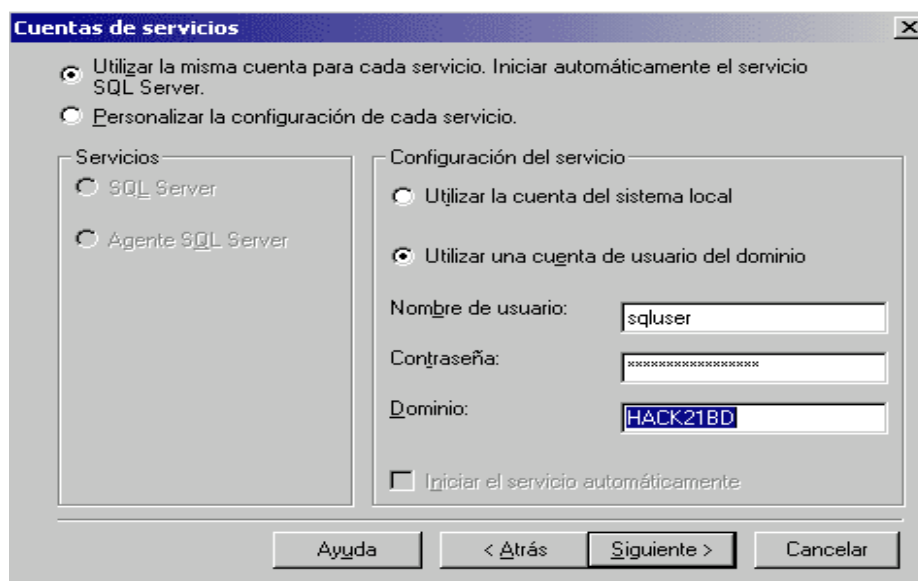 Cuentas de servicios
Utilizar la misma cuenta para cada servicio. Iniciar automáticamente el servicio
SQL Server.
Personalizar la configuración de cada servicio.
Servicios
SQL Server
Agente SQL Server
Configuración del servicio
Utilizar la cuenta del sistema local
Utilizar una cuenta de usuario del dominio
Nombre de usuario:
sqluser
Contraseña:
*****************
Dominio:
HACK21BD
Iniciar el servicio automáticamente
Ayuda
< Atrás
Siguiente >
Cancelar